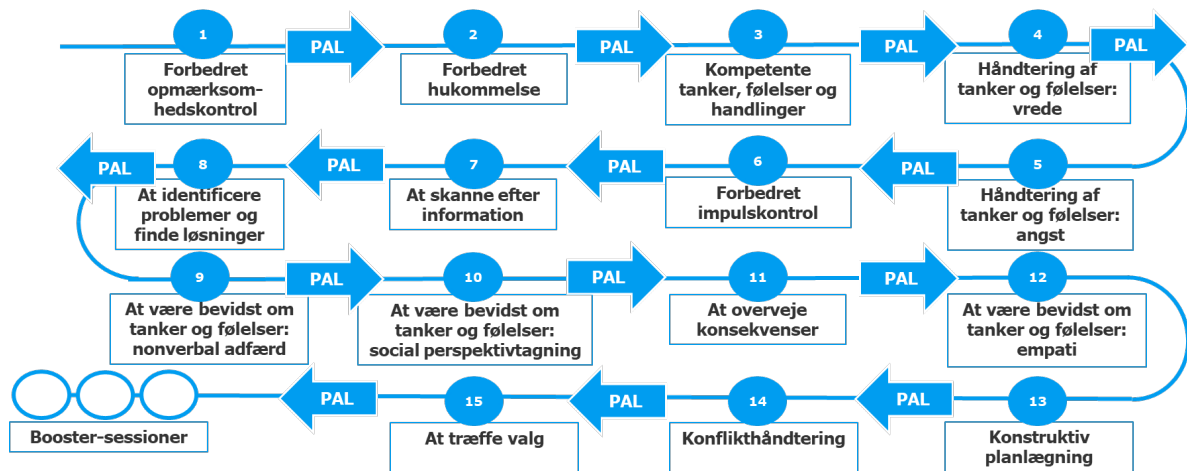 1
PAL
2
PAL
3
PAL
4
PAL
Forbedret
opmærksom-
hedskontrol
Forbedret
hukommelse
Kompetente
tanker, følelser og
handlinger
Håndtering af
tanker og følelser:
vrede
PAL
8
PAL
7
PAL
6
PAL
5
At identificere
problemer og
finde løsninger
At skanne efter
information
Forbedret
impulskontrol
Håndtering af
tanker og følelser:
angst
9
PAL
10
PAL
11
PAL
12
At være bevidst om
tanker og følelser:
nonverbal adfærd
At være bevidst om
tanker og følelser:
social perspektivtagning
At overveje
konsekvenser
At være bevidst om
tanker og følelser:
empati
PAL
15
PAL
14
PAL
13
Booster-sessioner
At træffe valg
Konflikthåndtering
Konstruktiv
planlægning